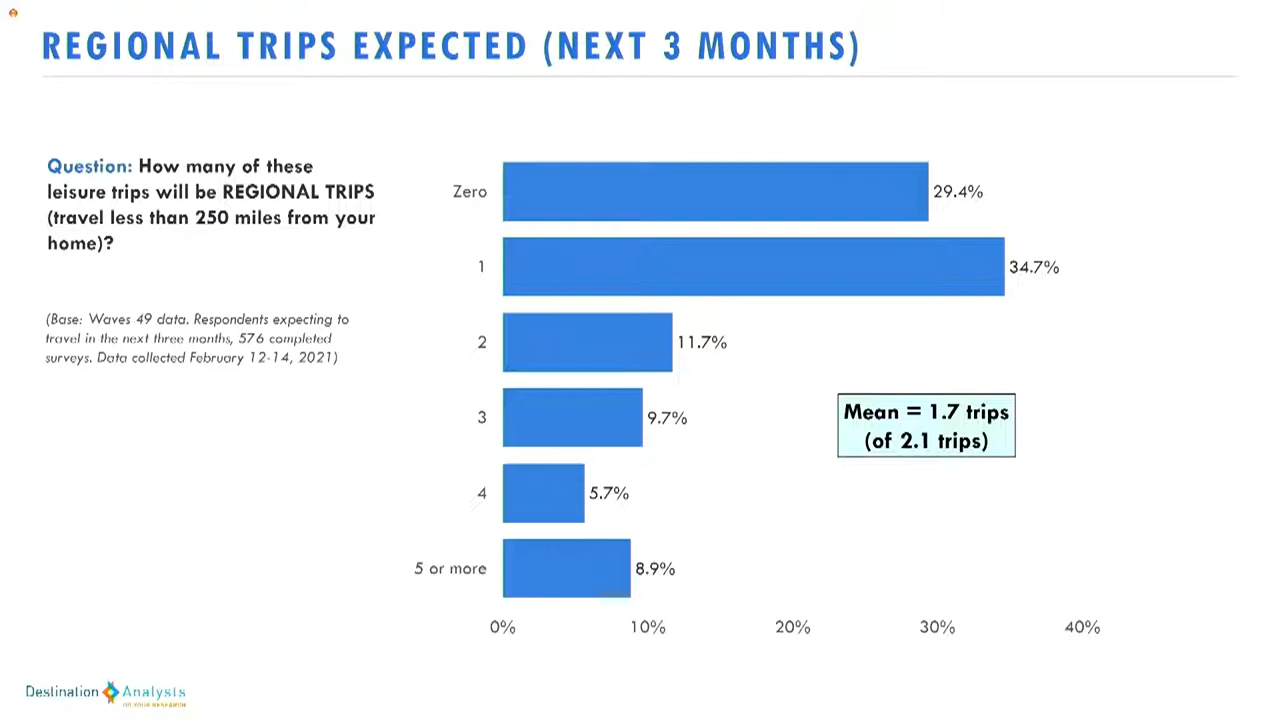 REGIONAL TRIPS EXPECTED (NEXT 3 MONTHS)
Question: How many of these
leisure trips will be REGIONAL TRIPS
(travel less than 250 miles from your
home)?
(Base: Waves 49 data. Respondents expecting to
travel in the next three months, 576 completed
surveys. Data collected February 12-14, 2021)
Zero 29.4%
1 34.7%
2 11.7%
3 9.7%
4 5.7%
5 or more 8.9%
Mean = 1.7 trips
(of 2.1 trips)
0% 10% 20% 30% 40%
Destination Analysts